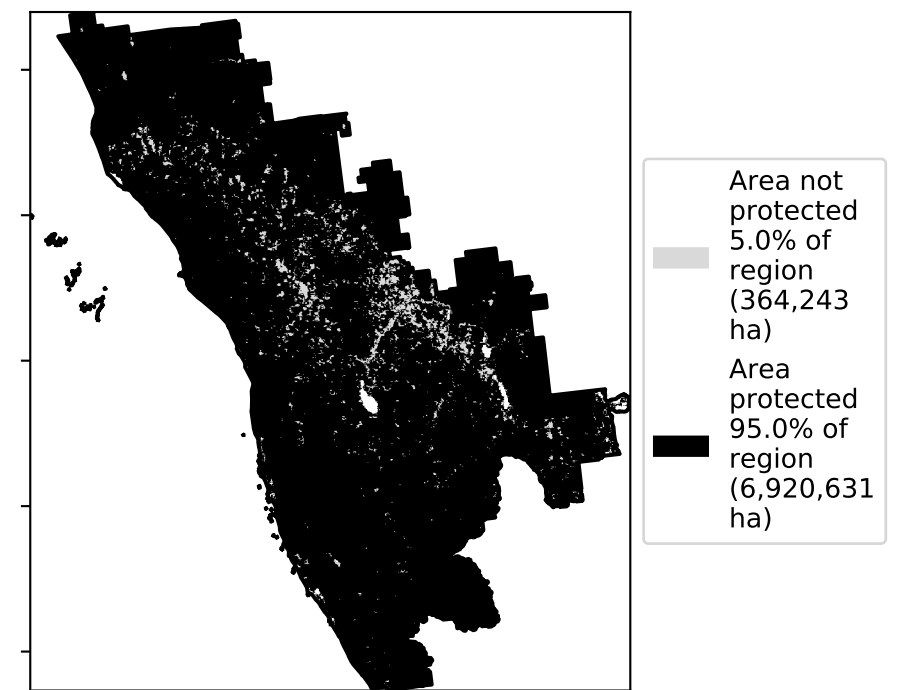 Area not
protected
5.0% of
region
(364,243
ha)
Area
protected
95.0% of
region
(6,920,631
ha)